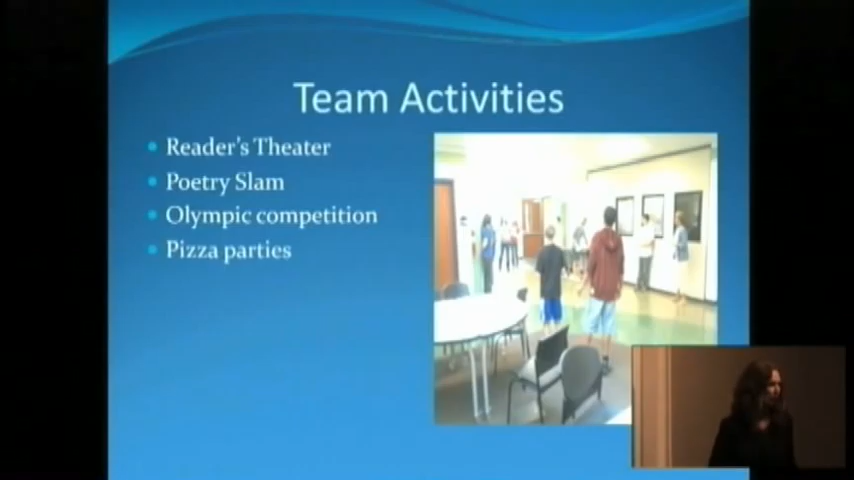 Team Activities
Reader's Theater
Poetry Slam
Olympic competition
Pizza parties